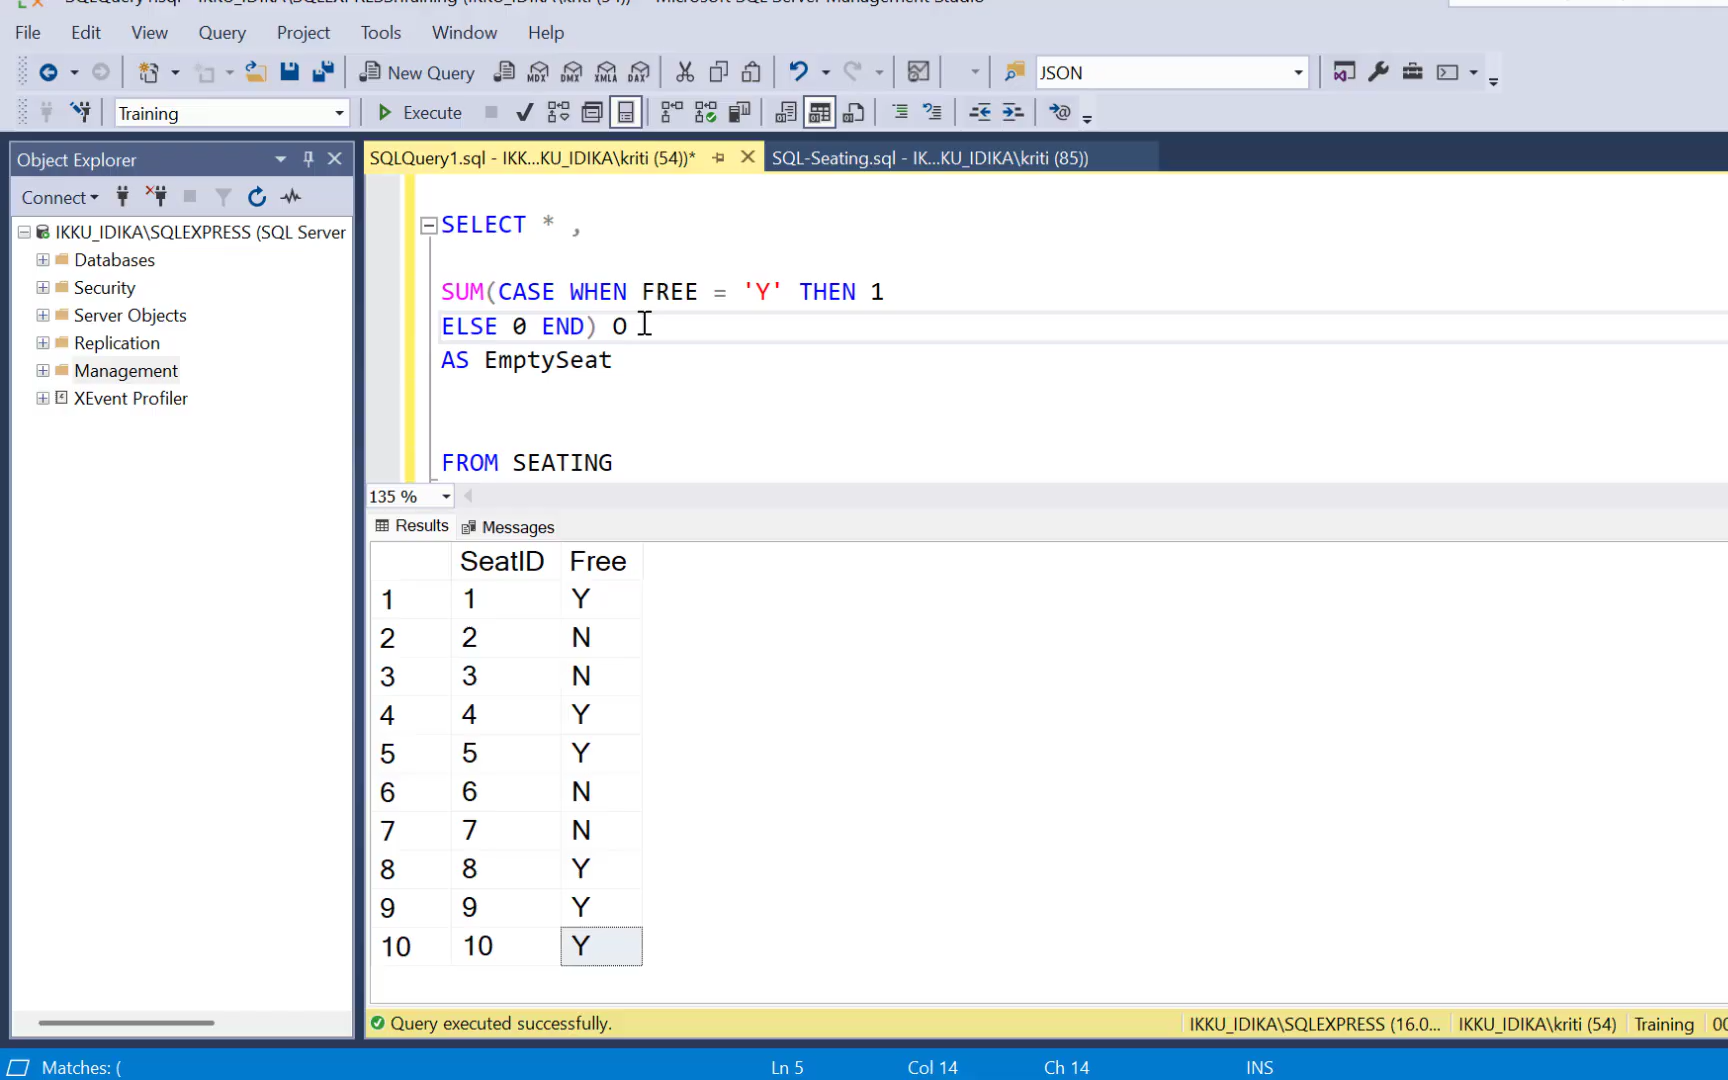 File Edit View Query Project Tools Window Help
New Query MDX DMX XMLA DAX JSON
Training Execute
Object Explorer
SQLQuery1.sql - IKK...KU_IDIKA\kriti (54))* SQL-Seating.sql - IK...KU_IDIKA\kriti (85))
Connect
IKKU_IDIKA\SQLEXPRESS (SQL Server
Databases
Security
Server Objects
Replication
Management
XEvent Profiler
SELECT * ,
SUM(CASE WHEN FREE = 'Y' THEN 1
ELSE 0 END) O
AS EmptySeat
FROM SEATING
135 %
Results Messages
SeatID Free
1 1 Y
2 2 N
3 3 N
4 4 Y
5 5 Y
6 6 N
7 7 N
8 8 Y
9 9 Y
10 10 Y
Query executed successfully. IKKU_IDIKA\SQLEXPRESS (16.0... IKKU_IDIKA\kriti (54) Training 00
Matches: ( Ln 5 Col 14 Ch 14 INS